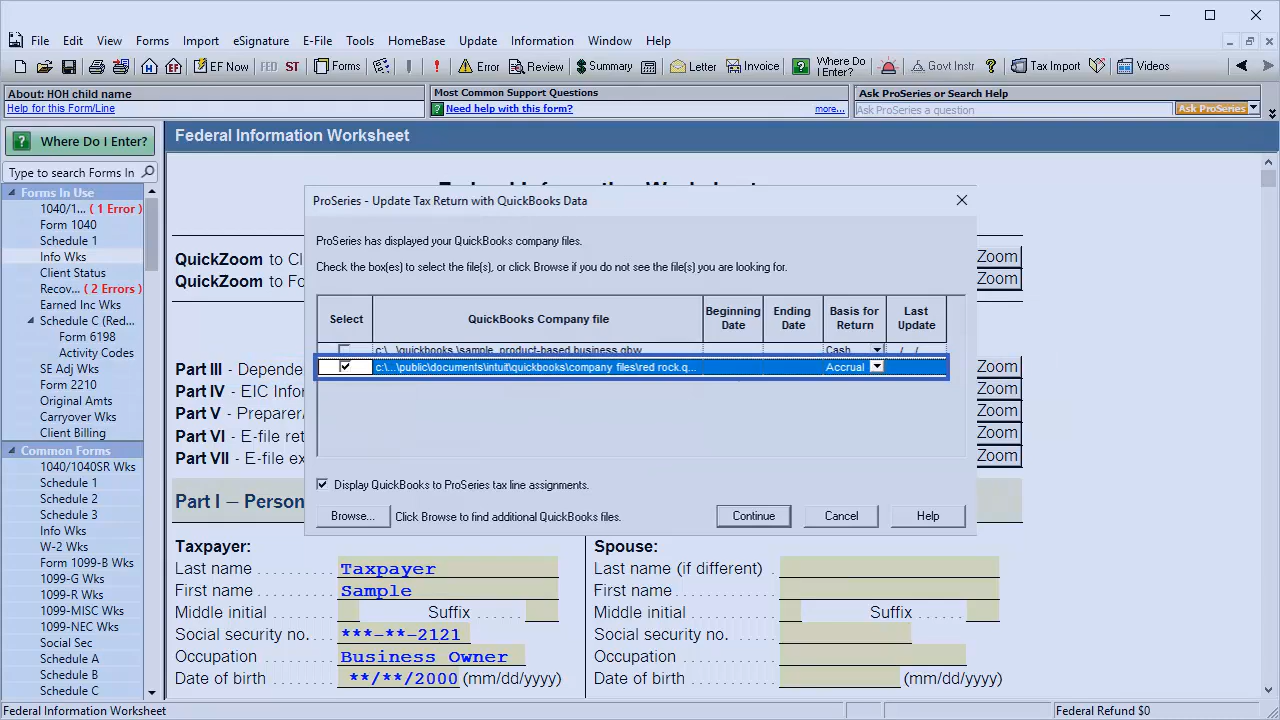 File Edit View Forms Import eSignature E-File Tools HomeBase Update Information Window Help
EF EF Now FED ST Forms Error Review Summary Letter Invoice Where Do I Enter? Govt Instr Tax Import Videos
About: HOH child name
Help for this Form/Line
Most Common Support Questions
Need help with this form? more...
Ask ProSeries or Search Help
Ask ProSeries a question Ask ProSeries
Where Do I Enter?
Type to search Forms In
Forms In Use
1040/1... ( 1 Error )
Form 1040
Schedule 1
Info Wks
Client Status
Recov... ( 2 Errors )
Earned Inc Wks
Schedule C (Red...
Form 6198
Activity Codes
SE Adj Wks
Form 2210
Original Amts
Carryover Wks
Client Billing
Common Forms
1040/1040SR Wks
Schedule 1
Schedule 2
Schedule 3
Info Wks
W-2 Wks
Form 1099-B Wks
1099-G Wks
1099-R Wks
1099-MISC Wks
1099-NEC Wks
Social Sec
Schedule A
Schedule B
Schedule C
Federal Information Worksheet
QuickZoom to Cl
Zoom
QuickZoom to Fo
Zoom
Part III - Depende
Zoom
Part IV - EIC Infor
Zoom
Part V - Preparer/
Zoom
Part VI - E-file ret
Zoom
Part VII - E-file ex
Zoom
Part I — Person
ProSeries - Update Tax Return with QuickBooks Data
ProSeries has displayed your QuickBooks company files.
Check the box(es) to select the file(s), or click Browse if you do not see the file(s) you are looking for.
Select QuickBooks Company file Beginning Date Ending Date Basis for Return Last Update
c:\...\quickbooks \sample_product-based business.qbw Cash _/_/_
c:\...\public\documents\intuit\quickbooks\company files\red rock.q... Accrual
Display QuickBooks to ProSeries tax line assignments.
Browse... Click Browse to find additional QuickBooks files. Continue Cancel Help
Taxpayer:
Last name Taxpayer
First name Sample
Middle initial Suffix
Social security no. ***-**-2121
Occupation Business Owner
Date of birth **/**/2000 (mm/dd/yyyy)
Spouse:
Last name (if different)
First name
Middle initial Suffix
Social security no.
Occupation
Date of birth (mm/dd/yyyy)
Federal Information Worksheet
Federal Refund $0